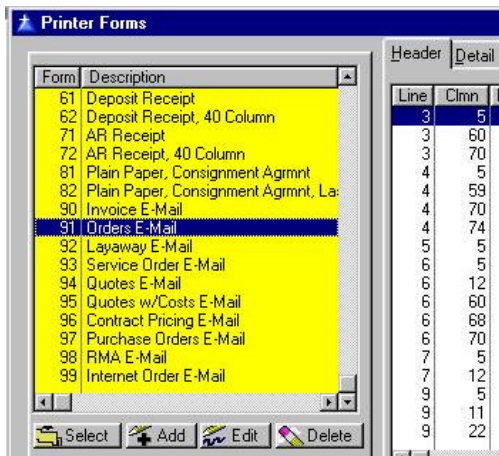 Printer Forms
Header Detail
Form Description
61 Deposit Receipt
62 Deposit Receipt, 40 Column
71 AR Receipt
72 AR Receipt, 40 Column
81 Plain Paper, Consignment Agrmnt
82 Plain Paper, Consignment Agrmnt, La
90 Invoice E-Mail
91 Orders E-Mail
92 Layaway E-Mail
93 Service Order E-Mail
94 Quotes E-Mail
95 Quotes w/Costs E-Mail
96 Contract Pricing E-Mail
97 Purchase Orders E-Mail
98 RMA E-Mail
99 Internet Order E-Mail
Select Add Edit Delete
Line Clmn
3 5
3 60
3 70
4 5
4 59
4 70
4 74
5 5
6 5
6 12
6 60
6 68
6 70
7 5
7 12
9 5
9 11
9 22